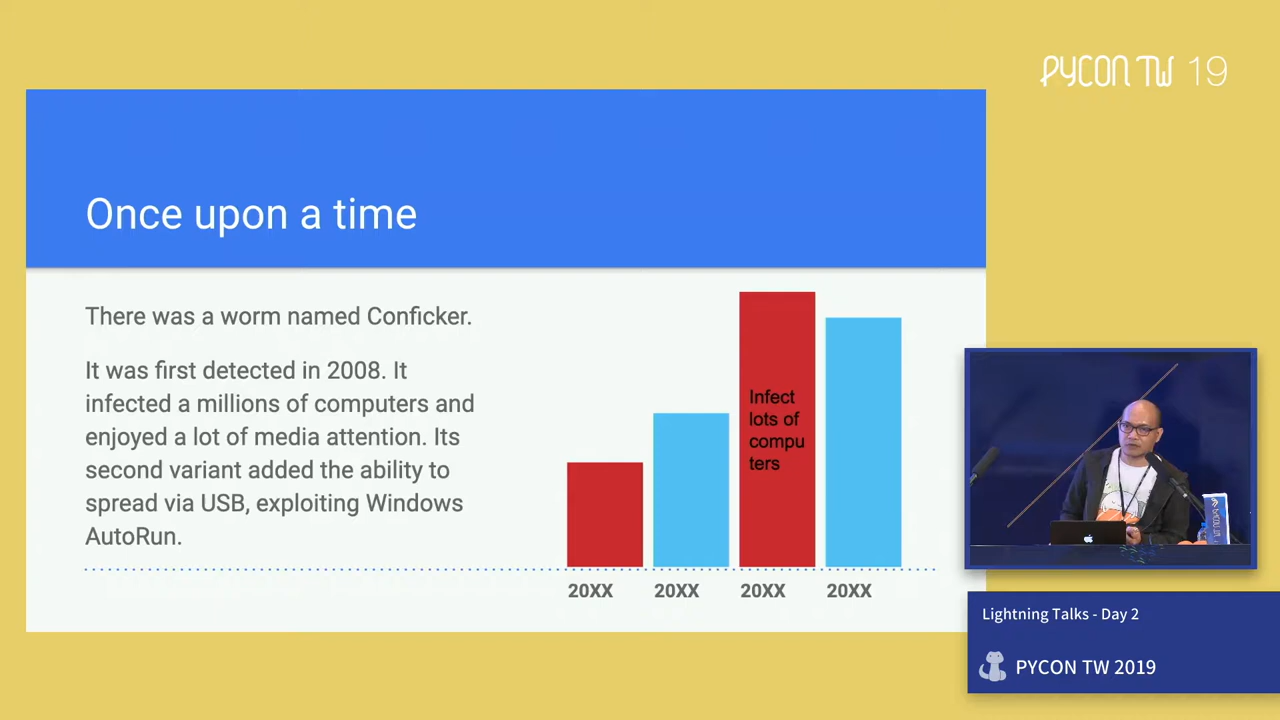 PYCON TW 19
Once upon a time
There was a worm named Conficker.
It was first detected in 2008. It
infected a millions of computers and
enjoyed a lot of media attention. Its
second variant added the ability to
spread via USB, exploiting Windows
AutoRun.
Infect
lots of
compu
ters
20XX
20XX
20XX
20XX
Lightning Talks - Day 2
PYCON TW 2019